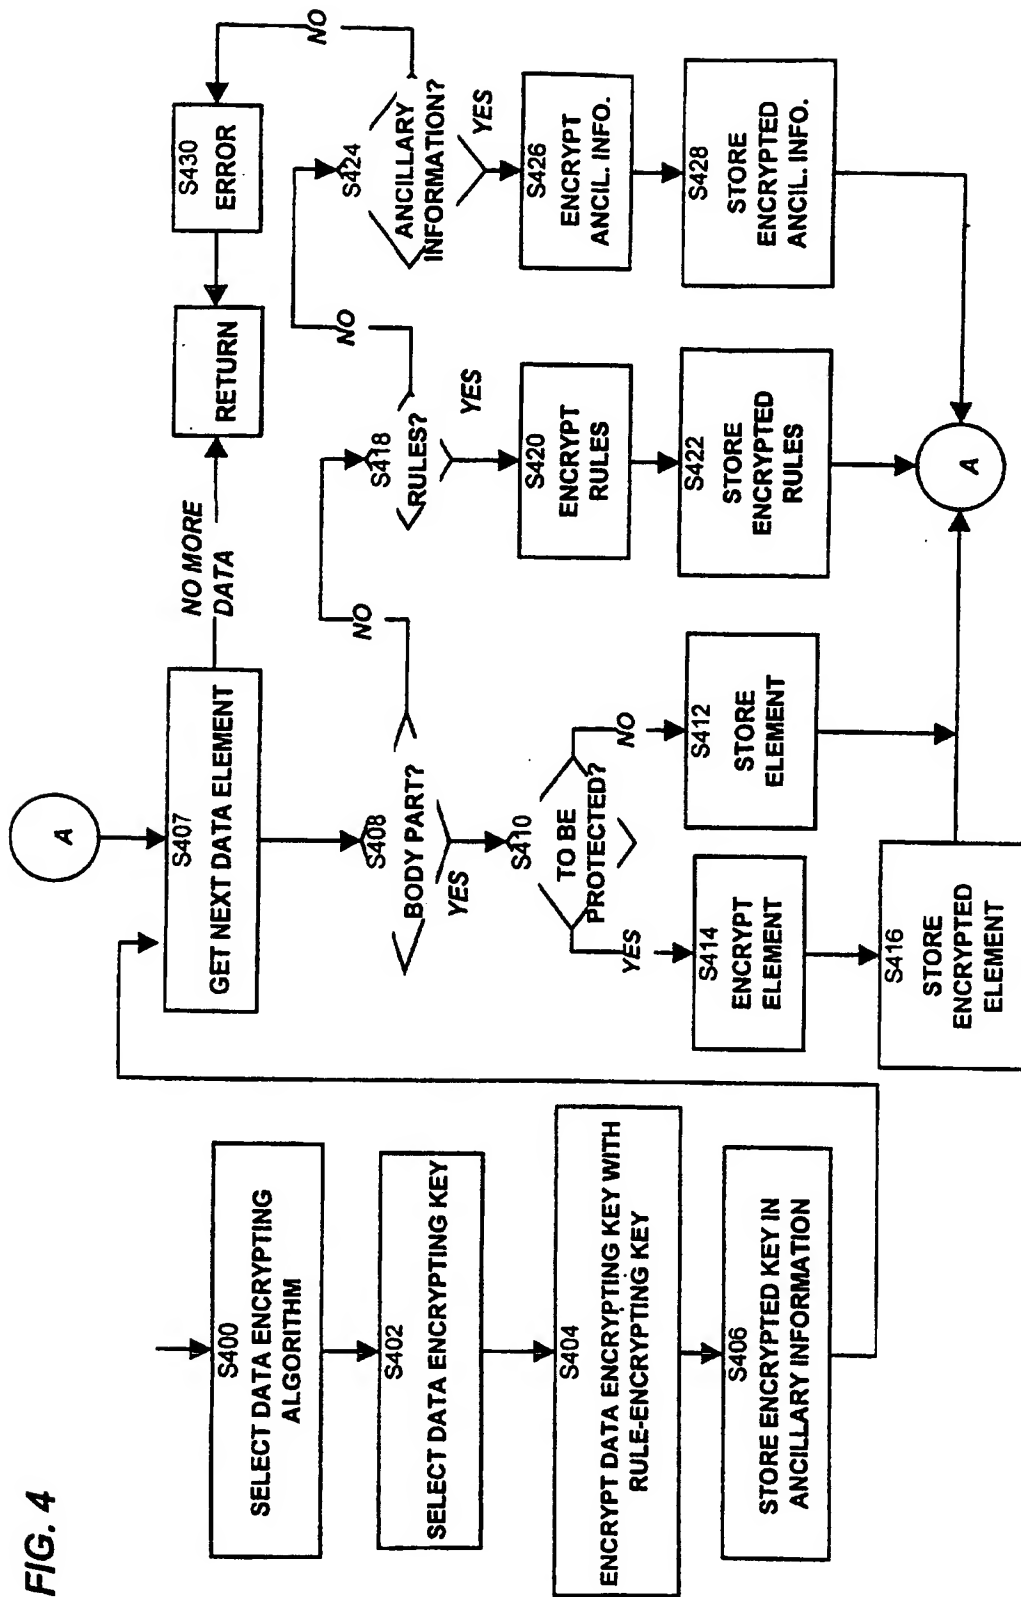 FIG. 4
S400
SELECT DATA ENCRYPTING
ALGORITHM
S402
SELECT DATA ENCRYPTING KEY
S404
ENCRYPT DATA ENCRYPTING KEY WITH
RULE-ENCRYPTING KEY
S406
STORE ENCRYPTED KEY IN
ANCILLARY INFORMATION
A
S407
GET NEXT DATA ELEMENT
NO MORE
DATA
RETURN
S430
ERROR
S408
BODY PART?
YES
NO
S410
TO BE
PROTECTED?
YES
NO
S414
ENCRYPT
ELEMENT
S416
STORE
ENCRYPTED
ELEMENT
S412
STORE
ELEMENT
S418
RULES?
YES
NO
S420
ENCRYPT
RULES
S422
STORE
ENCRYPTED
RULES
S424
ANCILLARY
INFORMATION?
YES
NO
S426
ENCRYPT
ANCIL. INFO.
S428
STORE
ENCRYPTED
ANCIL. INFO.
A